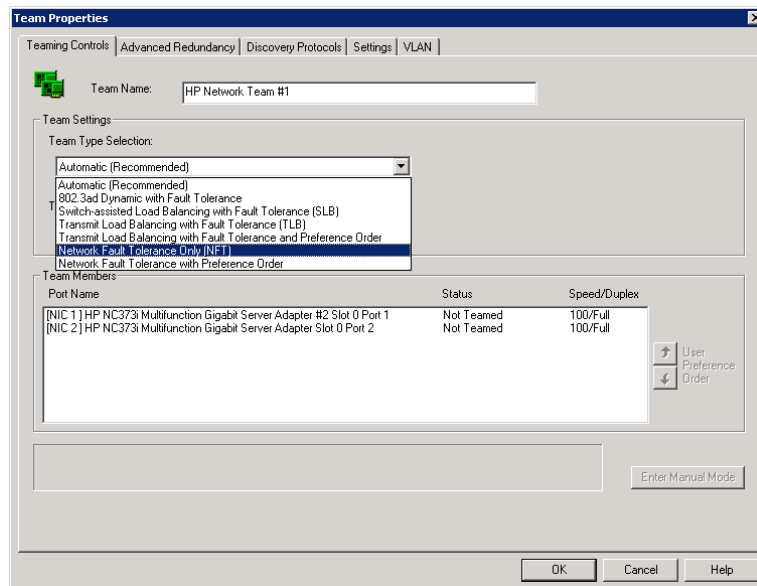 Team Properties
Teaming Controls Advanced Redundancy Discovery Protocols Settings VLAN
Team Name: HP Network Team #1
Team Settings
Team Type Selection:
Automatic (Recommended)
Automatic (Recommended)
802.3ad Dynamic with Fault Tolerance
Switch-assisted Load Balancing with Fault Tolerance (SLB)
T
Transmit Load Balancing with Fault Tolerance (TLB)
Transmit Load Balancing with Fault Tolerance and Preference Order
Network Fault Tolerance Only (NFT)
Network Fault Tolerance with Preference Order
Team Members
Port Name Status Speed/Duplex
[NIC 1 ] HP NC373i Multifunction Gigabit Server Adapter #2 Slot 0 Port 1 Not Teamed 100/Full
[NIC 2 ] HP NC373i Multifunction Gigabit Server Adapter Slot 0 Port 2 Not Teamed 100/Full
User
Preference
Order
Enter Manual Mode
OK Cancel Help